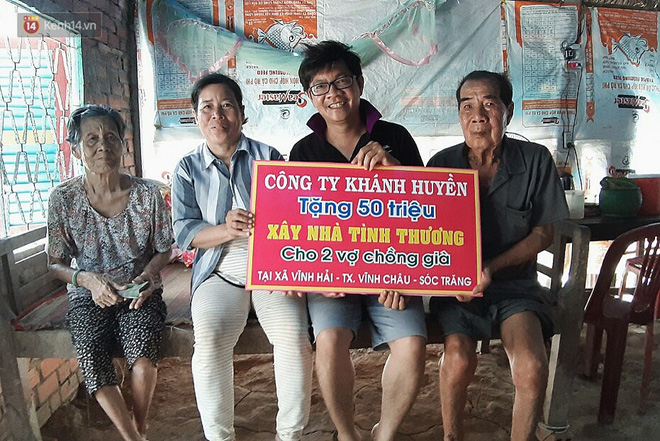 14 Kenh14.vn
CÔNG TY KHÁNH HUYỀN
Tặng 50 triệu
XÂY NHÀ TÌNH THƯƠNG
Cho 2 vợ chồng già
TẠI XÃ VĨNH HẢI - TX. VĨNH CHÂU - SÓC TRĂNG